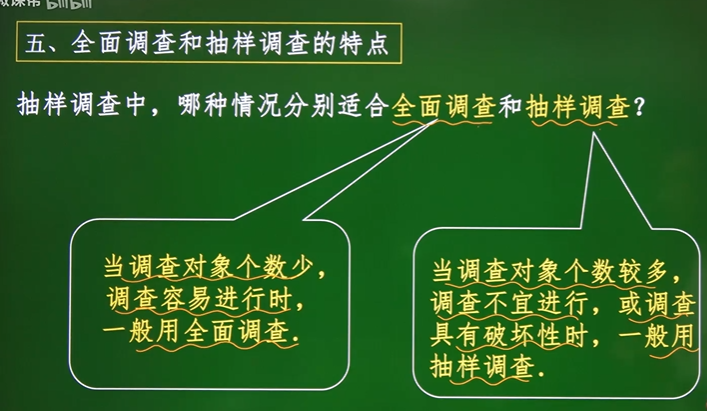 bilibili
五、全面调查和抽样调查的特点
抽样调查中，哪种情况分别适合全面调查和抽样调查？
当调查对象个数少，
调查容易进行时，
一般用全面调查.
当调查对象个数较多，
调查不宜进行，或调查
具有破坏性时，一般用
抽样调查.